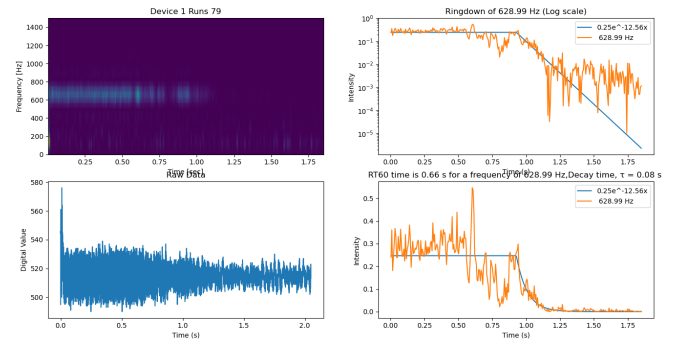 Device 1 Runs 79
Frequency [Hz]
1400
1200
1000
800
600
400
200
0
0.25 0.50 0.75 1.00 1.25 1.50 1.75
Time [sec]
Ringdown of 628.99 Hz (Log scale)
Intensity
10^0
10^−1
10^−2
10^−3
10^−4
10^−5
0.25e^-12.56x
628.99 Hz
0.00 0.25 0.50 0.75 1.00 1.25 1.50 1.75
Time (s)
Raw Data
Digital Value
580
560
540
520
500
0.0 0.5 1.0 1.5 2.0
Time (s)
RT60 time is 0.66 s for a frequency of 628.99 Hz,Decay time, τ = 0.08 s
Intensity
0.5
0.4
0.3
0.2
0.1
0.0
0.25e^-12.56x
628.99 Hz
0.00 0.25 0.50 0.75 1.00 1.25 1.50 1.75
Time (s)